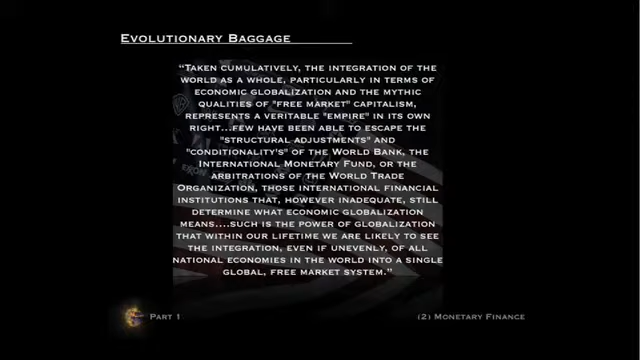 EVOLUTIONARY BAGGAGE
"TAKEN CUMULATIVELY, THE INTEGRATION OF THE
WORLD AS A WHOLE, PARTICULARLY IN TERMS OF
ECONOMIC GLOBALIZATION AND THE MYTHIC
QUALITIES OF "FREE MARKET" CAPITALISM,
REPRESENTS A VERITABLE "EMPIRE" IN ITS OWN
RIGHT...FEW HAVE BEEN ABLE TO ESCAPE THE
"STRUCTURAL ADJUSTMENTS" AND
"CONDITIONALITY'S" OF THE WORLD BANK, THE
INTERNATIONAL MONETARY FUND, OR THE
ARBITRATIONS OF THE WORLD TRADE
ORGANIZATION, THOSE INTERNATIONAL FINANCIAL
INSTITUTIONS THAT, HOWEVER INADEQUATE, STILL
DETERMINE WHAT ECONOMIC GLOBALIZATION
MEANS....SUCH IS THE POWER OF GLOBALIZATION
THAT WITHIN OUR LIFETIME WE ARE LIKELY TO SEE
THE INTEGRATION, EVEN IF UNEVENLY, OF ALL
NATIONAL ECONOMIES IN THE WORLD INTO A SINGLE
GLOBAL, FREE MARKET SYSTEM."
PART 1
(2) MONETARY FINANCE